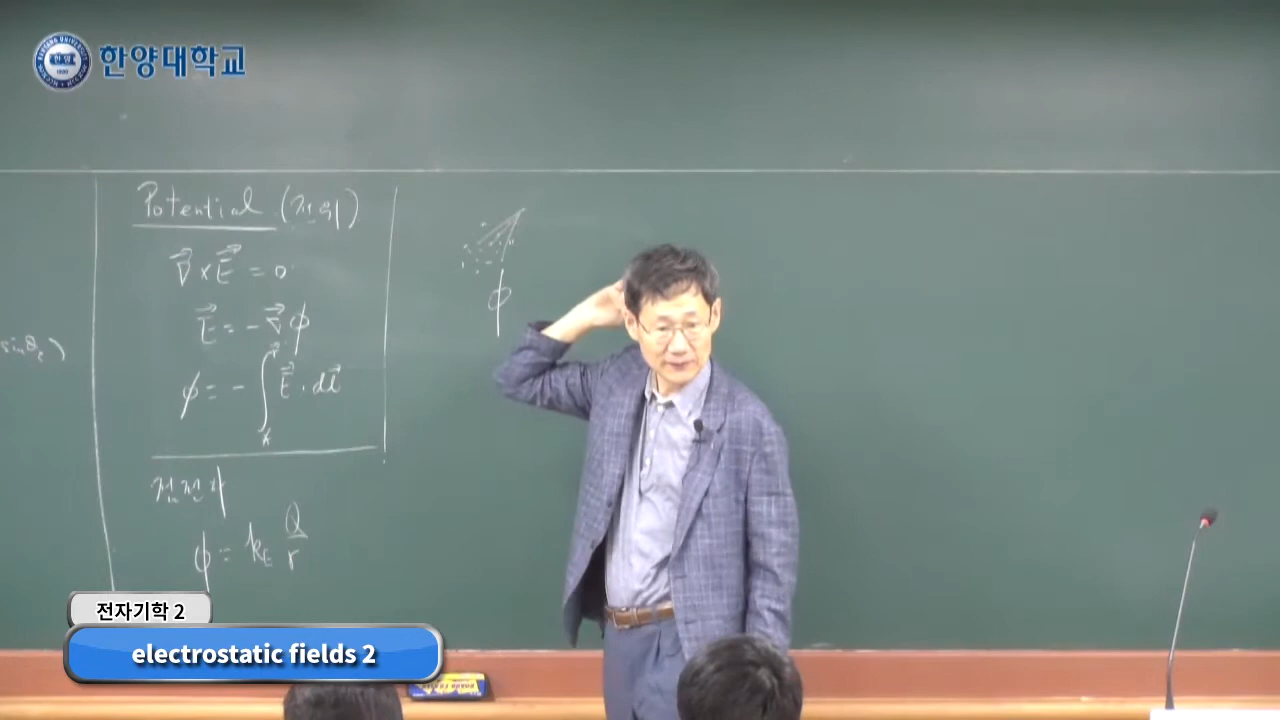 한양대학교
Potential (전위)
∇⃗ × E⃗ = 0
E⃗ = - ∇⃗ϕ
ϕ = - ∫ E⃗ · dl⃗
점전하
ϕ = k_E Q/r
ϕ
sinθ
전자기학 2
electrostatic fields 2